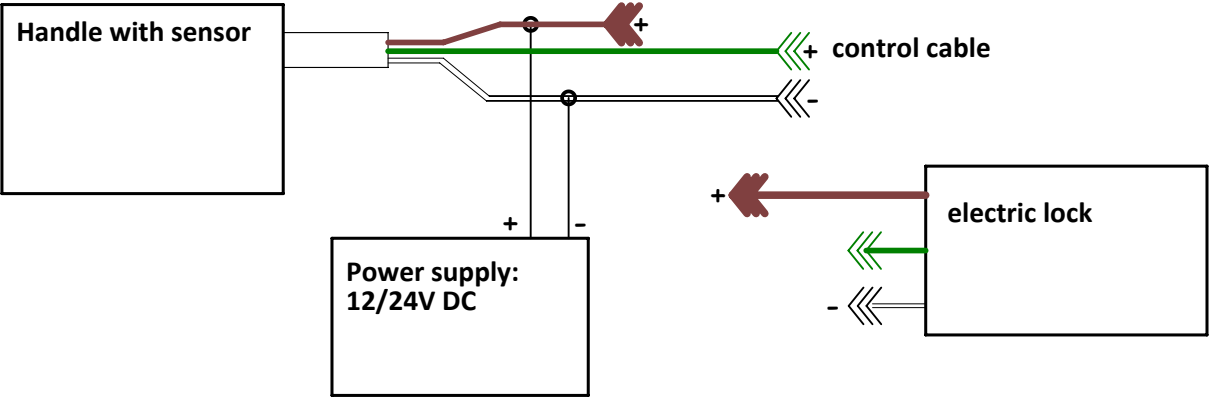 Handle with sensor
+
+ control cable
-
+ -
Power supply:
12/24V DC
+
electric lock
-